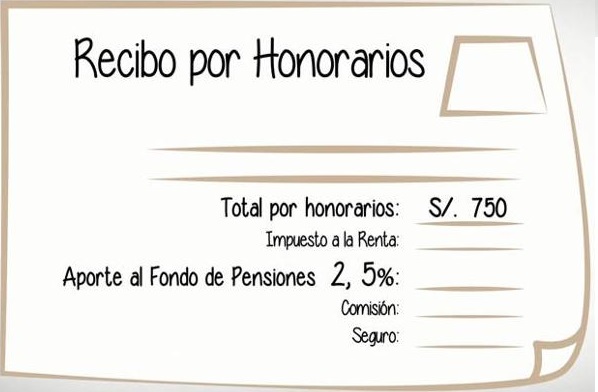 Recibo por Honorarios
Total por honorarios: S/. 750
Impuesto a la Renta:
Aporte al Fondo de Pensiones 2, 5%:
Comisión:
Seguro: